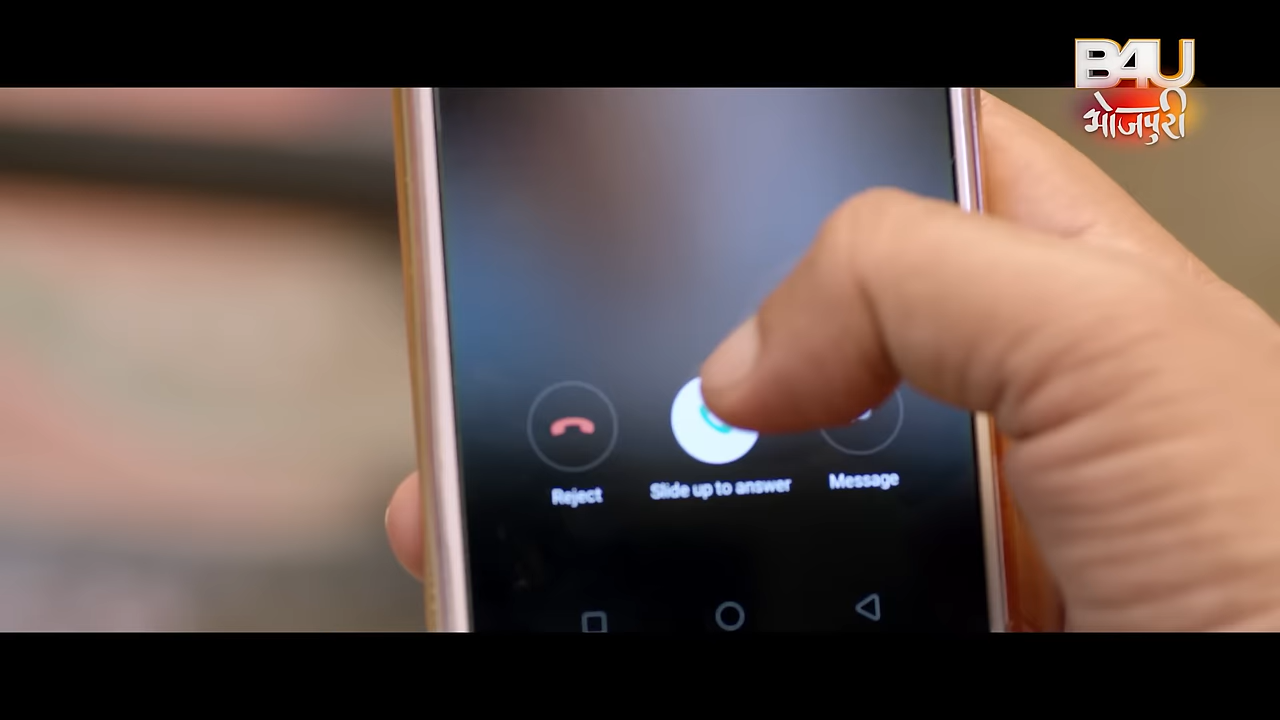 B4U
भोजपुरी
Reject
Slide up to answer
Message